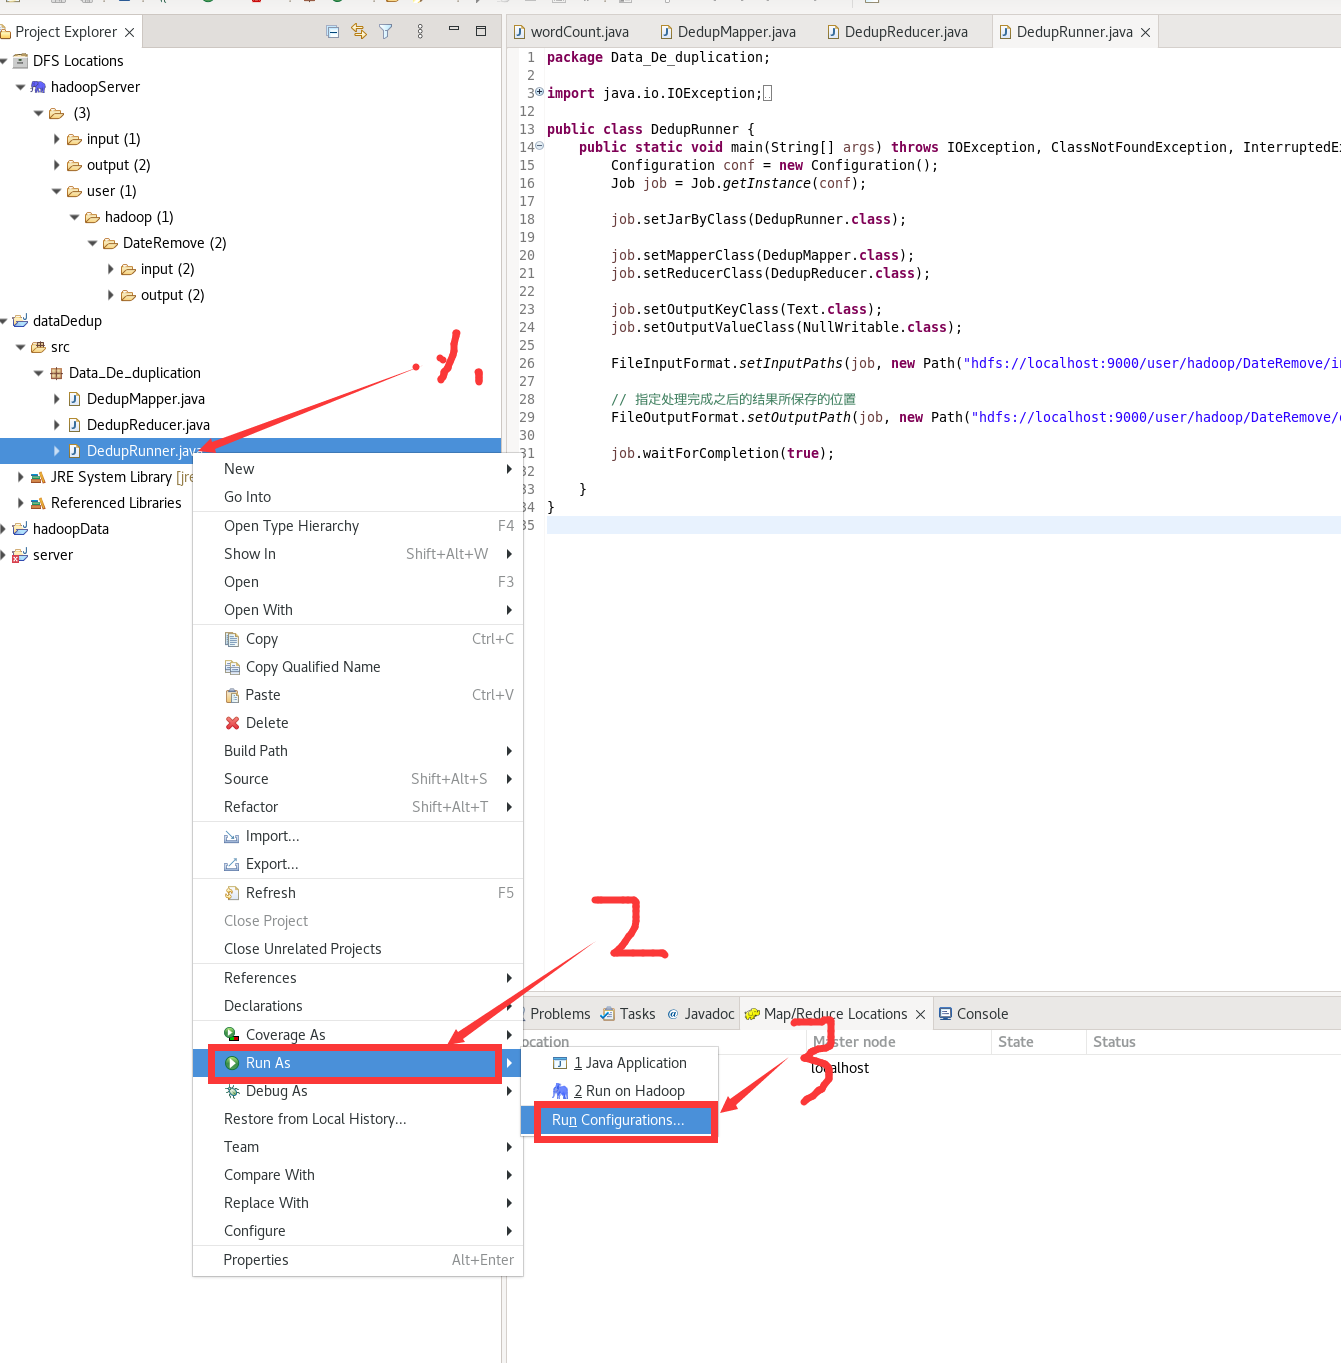 Project Explorer
DFS Locations
hadoopServer
(3)
input (1)
output (2)
user (1)
hadoop (1)
DateRemove (2)
input (2)
output (2)
dataDedup
src
Data_De_duplication
DedupMapper.java
DedupReducer.java
DedupRunner.java
JRE System Library [jre
Referenced Libraries
hadoopData
server
1.
New
Go Into
Open Type Hierarchy F4
Show In Shift+Alt+W
Open F3
Open With
Copy Ctrl+C
Copy Qualified Name
Paste Ctrl+V
Delete
Build Path
Source Shift+Alt+S
Refactor Shift+Alt+T
Import...
Export...
Refresh F5
Close Project
Close Unrelated Projects
References
Declarations
Coverage As
Run As
Debug As
Restore from Local History...
Team
Compare With
Replace With
Configure
Properties Alt+Enter
2
1 Java Application
2 Run on Hadoop
Run Configurations...
3
wordCount.java DedupMapper.java DedupReducer.java DedupRunner.java
1 package Data_De_duplication;
2
3 import java.io.IOException;
12
13 public class DedupRunner {
14 public static void main(String[] args) throws IOException, ClassNotFoundException, InterruptedEx
15 Configuration conf = new Configuration();
16 Job job = Job.getInstance(conf);
17
18 job.setJarByClass(DedupRunner.class);
19
20 job.setMapperClass(DedupMapper.class);
21 job.setReducerClass(DedupReducer.class);
22
23 job.setOutputKeyClass(Text.class);
24 job.setOutputValueClass(NullWritable.class);
25
26 FileInputFormat.setInputPaths(job, new Path("hdfs://localhost:9000/user/hadoop/DateRemove/in
27
28 // 指定处理完成之后的结果所保存的位置
29 FileOutputFormat.setOutputPath(job, new Path("hdfs://localhost:9000/user/hadoop/DateRemove/o
30
31 job.waitForCompletion(true);
32
33 }
34 }
35
Problems Tasks @ Javadoc Map/Reduce Locations Console
ocation Master node State Status
localhost